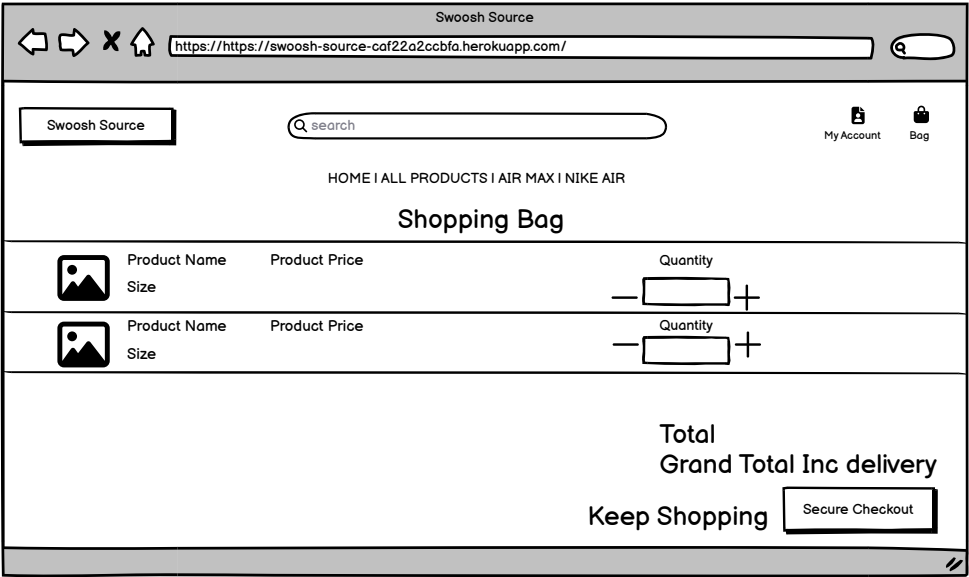 Swoosh Source
https://https://swoosh-source-caf22a2ccbfa.herokuapp.com/
Swoosh Source
search
My Account
Bag
HOME | ALL PRODUCTS | AIR MAX | NIKE AIR
Shopping Bag
Product Name Product Price Quantity
Size
Product Name Product Price Quantity
Size
Total
Grand Total Inc delivery
Keep Shopping
Secure Checkout